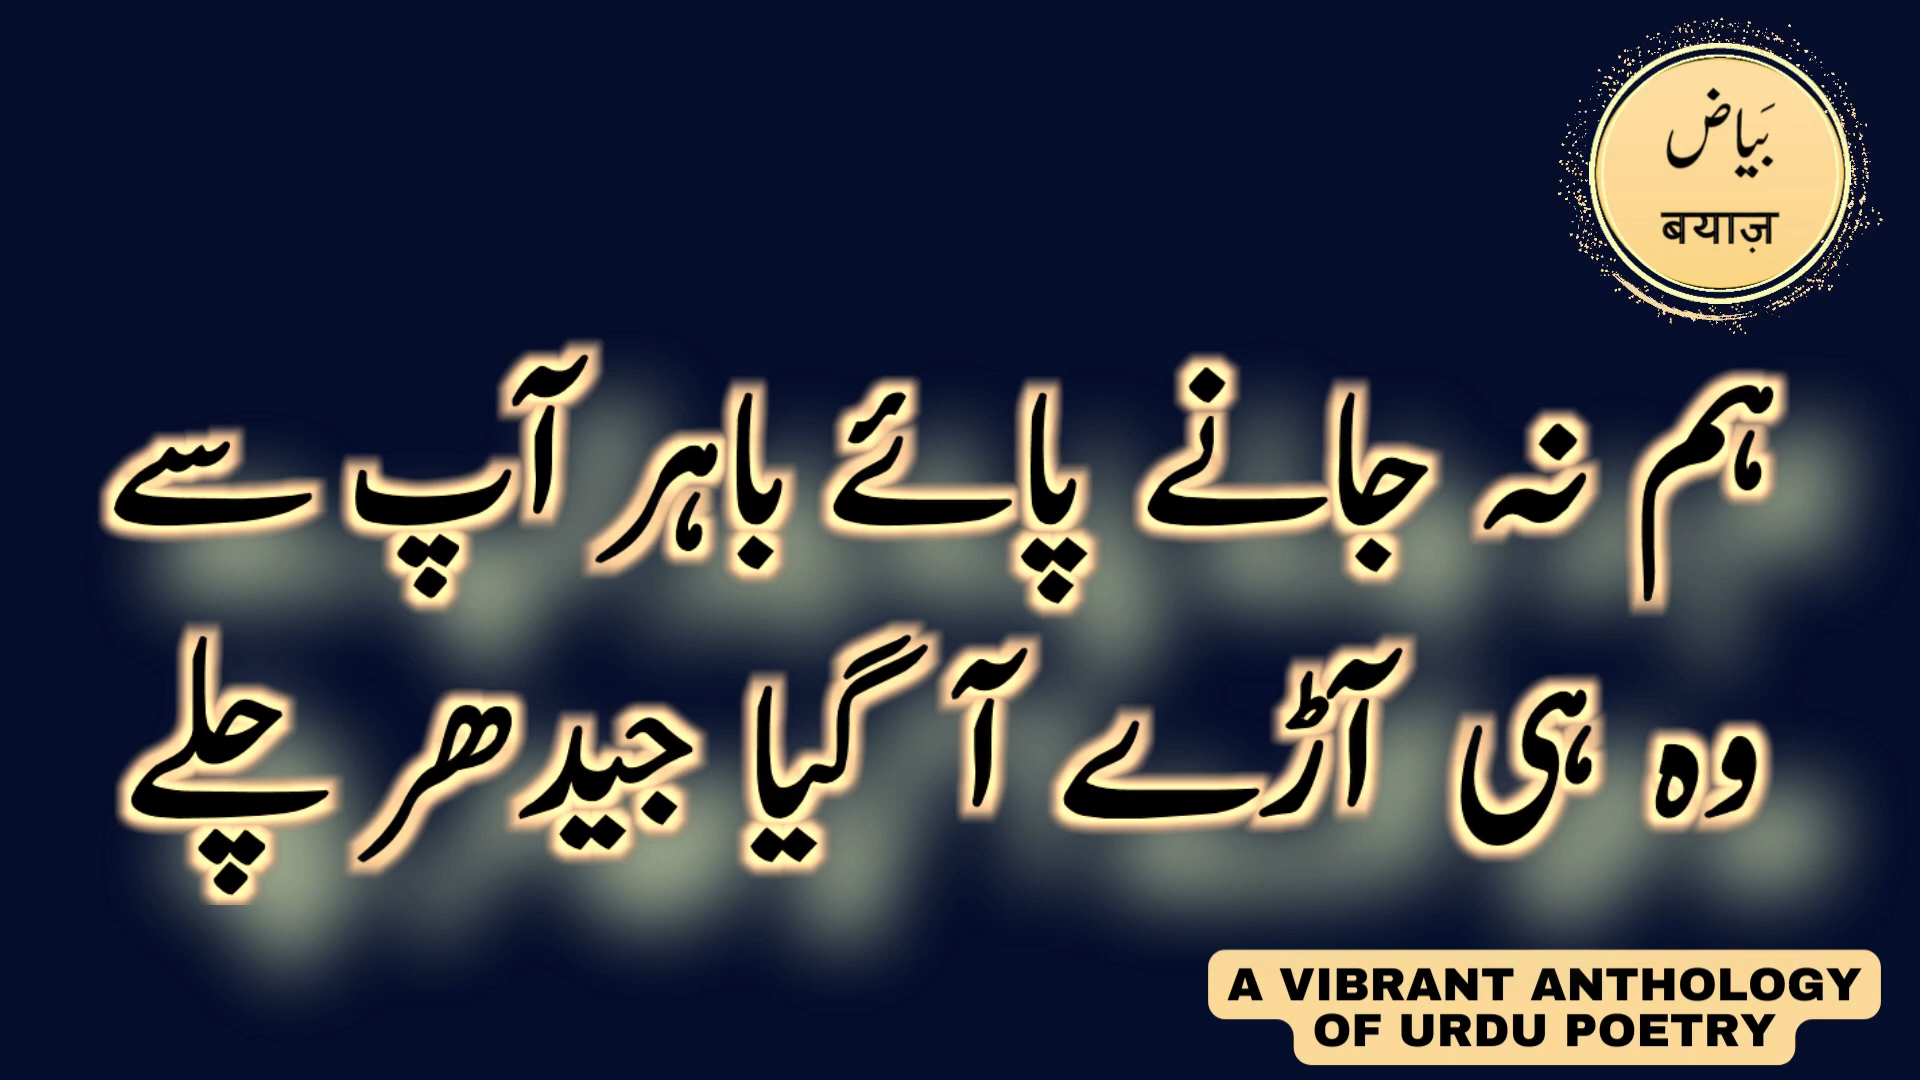 بَیاض
बयाज़
ہم نہ جانے پائے باہر آپ سے
وہ ہی آڑے آ گیا جیدھر چلے
A VIBRANT ANTHOLOGY
OF URDU POETRY